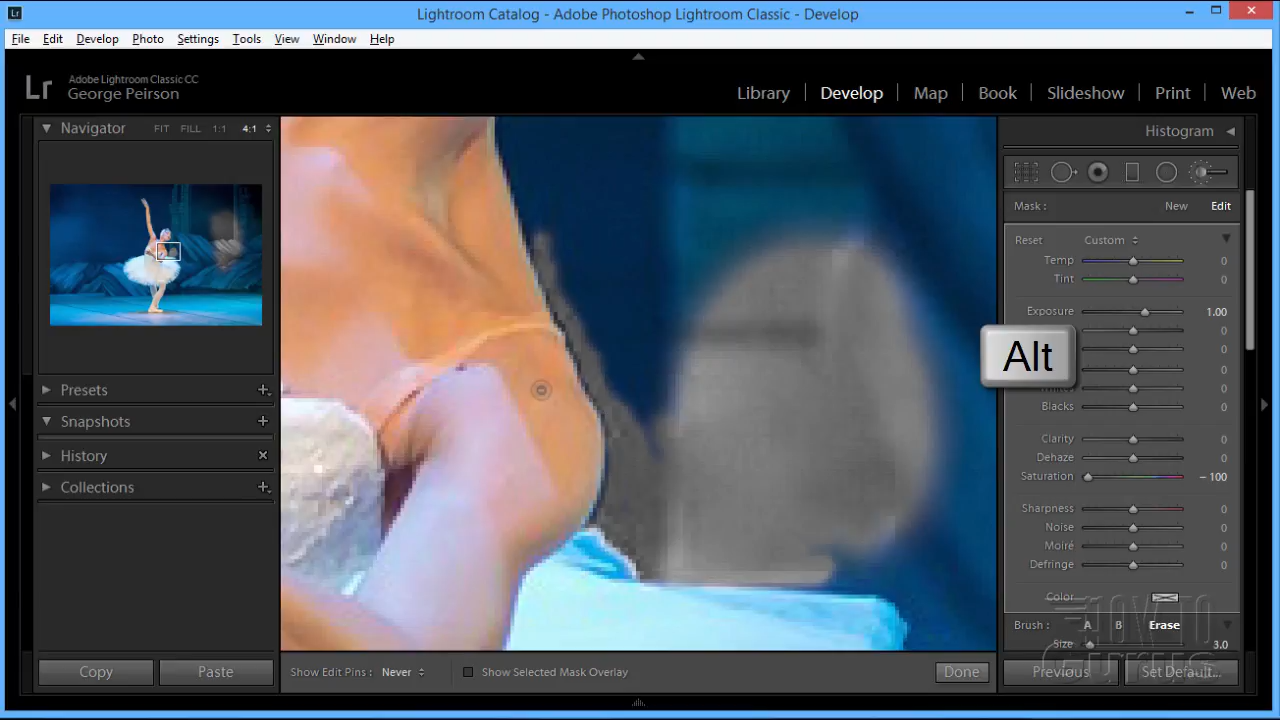 Lr Lightroom Catalog - Adobe Photoshop Lightroom Classic - Develop
File Edit Develop Photo Settings Tools View Window Help
Lr Adobe Lightroom Classic CC
George Peirson
Library Develop Map Book Slideshow Print Web
Navigator FIT FILL 1:1 4:1
Histogram
Mask : New Edit
Reset Custom
Temp 0
Tint 0
Exposure 1.00
0
Alt 0
0
0
Blacks 0
Presets
Snapshots
History
Collections
Clarity 0
Dehaze 0
Saturation – 100
Sharpness 0
Noise 0
Moiré 0
Defringe 0
Color
HOW TO
GURUS
Brush : A B Erase
Size 3.0
Copy Paste
Show Edit Pins : Never Show Selected Mask Overlay Done
Previous Set Default...